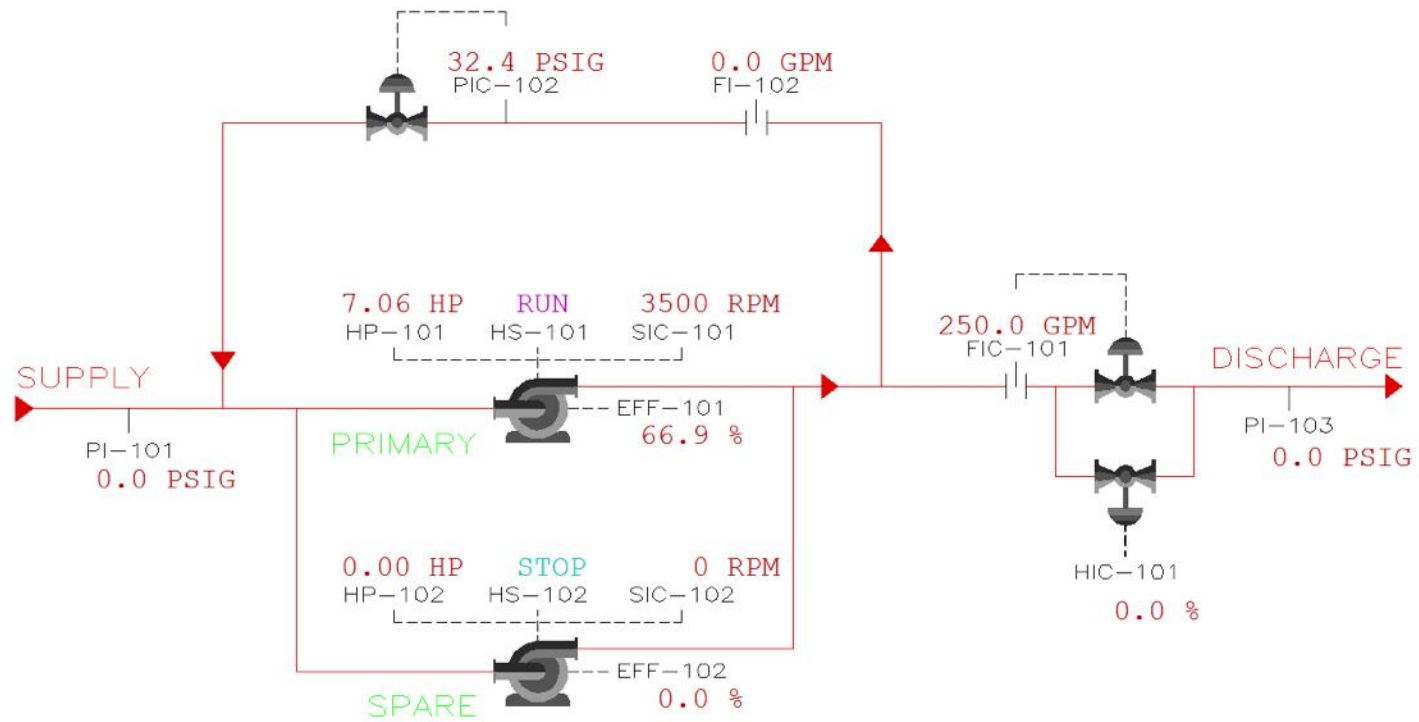 32.4 PSIG
PIC-102
0.0 GPM
FI-102
7.06 HP
RUN
3500 RPM
HP-101
HS-101
SIC-101
250.0 GPM
FIC-101
SUPPLY
DISCHARGE
PI-101
0.0 PSIG
PRIMARY
EFF-101
66.9 %
PI-103
0.0 PSIG
0.00 HP
STOP
0 RPM
HP-102
HS-102
SIC-102
HIC-101
0.0 %
EFF-102
0.0 %
SPARE